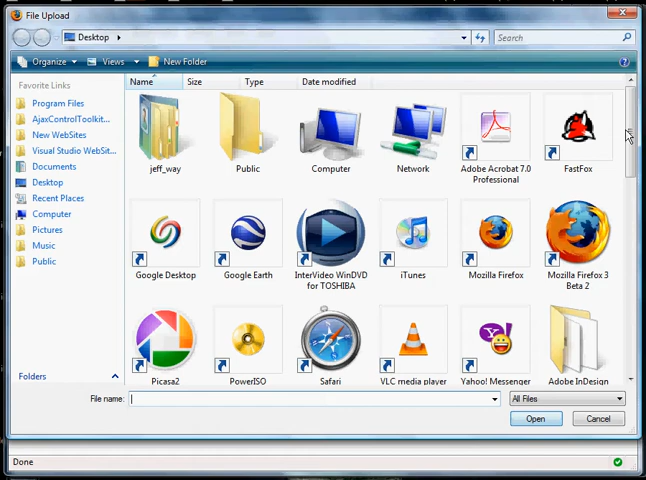 File Upload
Desktop
Search
Organize Views New Folder
Favorite Links
Program Files
AjaxControlToolkit...
New WebSites
Visual Studio WebSit...
Documents
Desktop
Recent Places
Computer
Pictures
Music
Public
Folders
Name Size Type Date modified
jeff_way
Public
Computer
Network
Adobe Acrobat 7.0
Professional
FastFox
Google Desktop
Google Earth
InterVideo WinDVD
for TOSHIBA
iTunes
Mozilla Firefox
Mozilla Firefox 3
Beta 2
Picasa2
PowerISO
Safari
VLC media player
Yahoo! Messenger
Adobe InDesign
File name:
All Files
Open
Cancel
Done